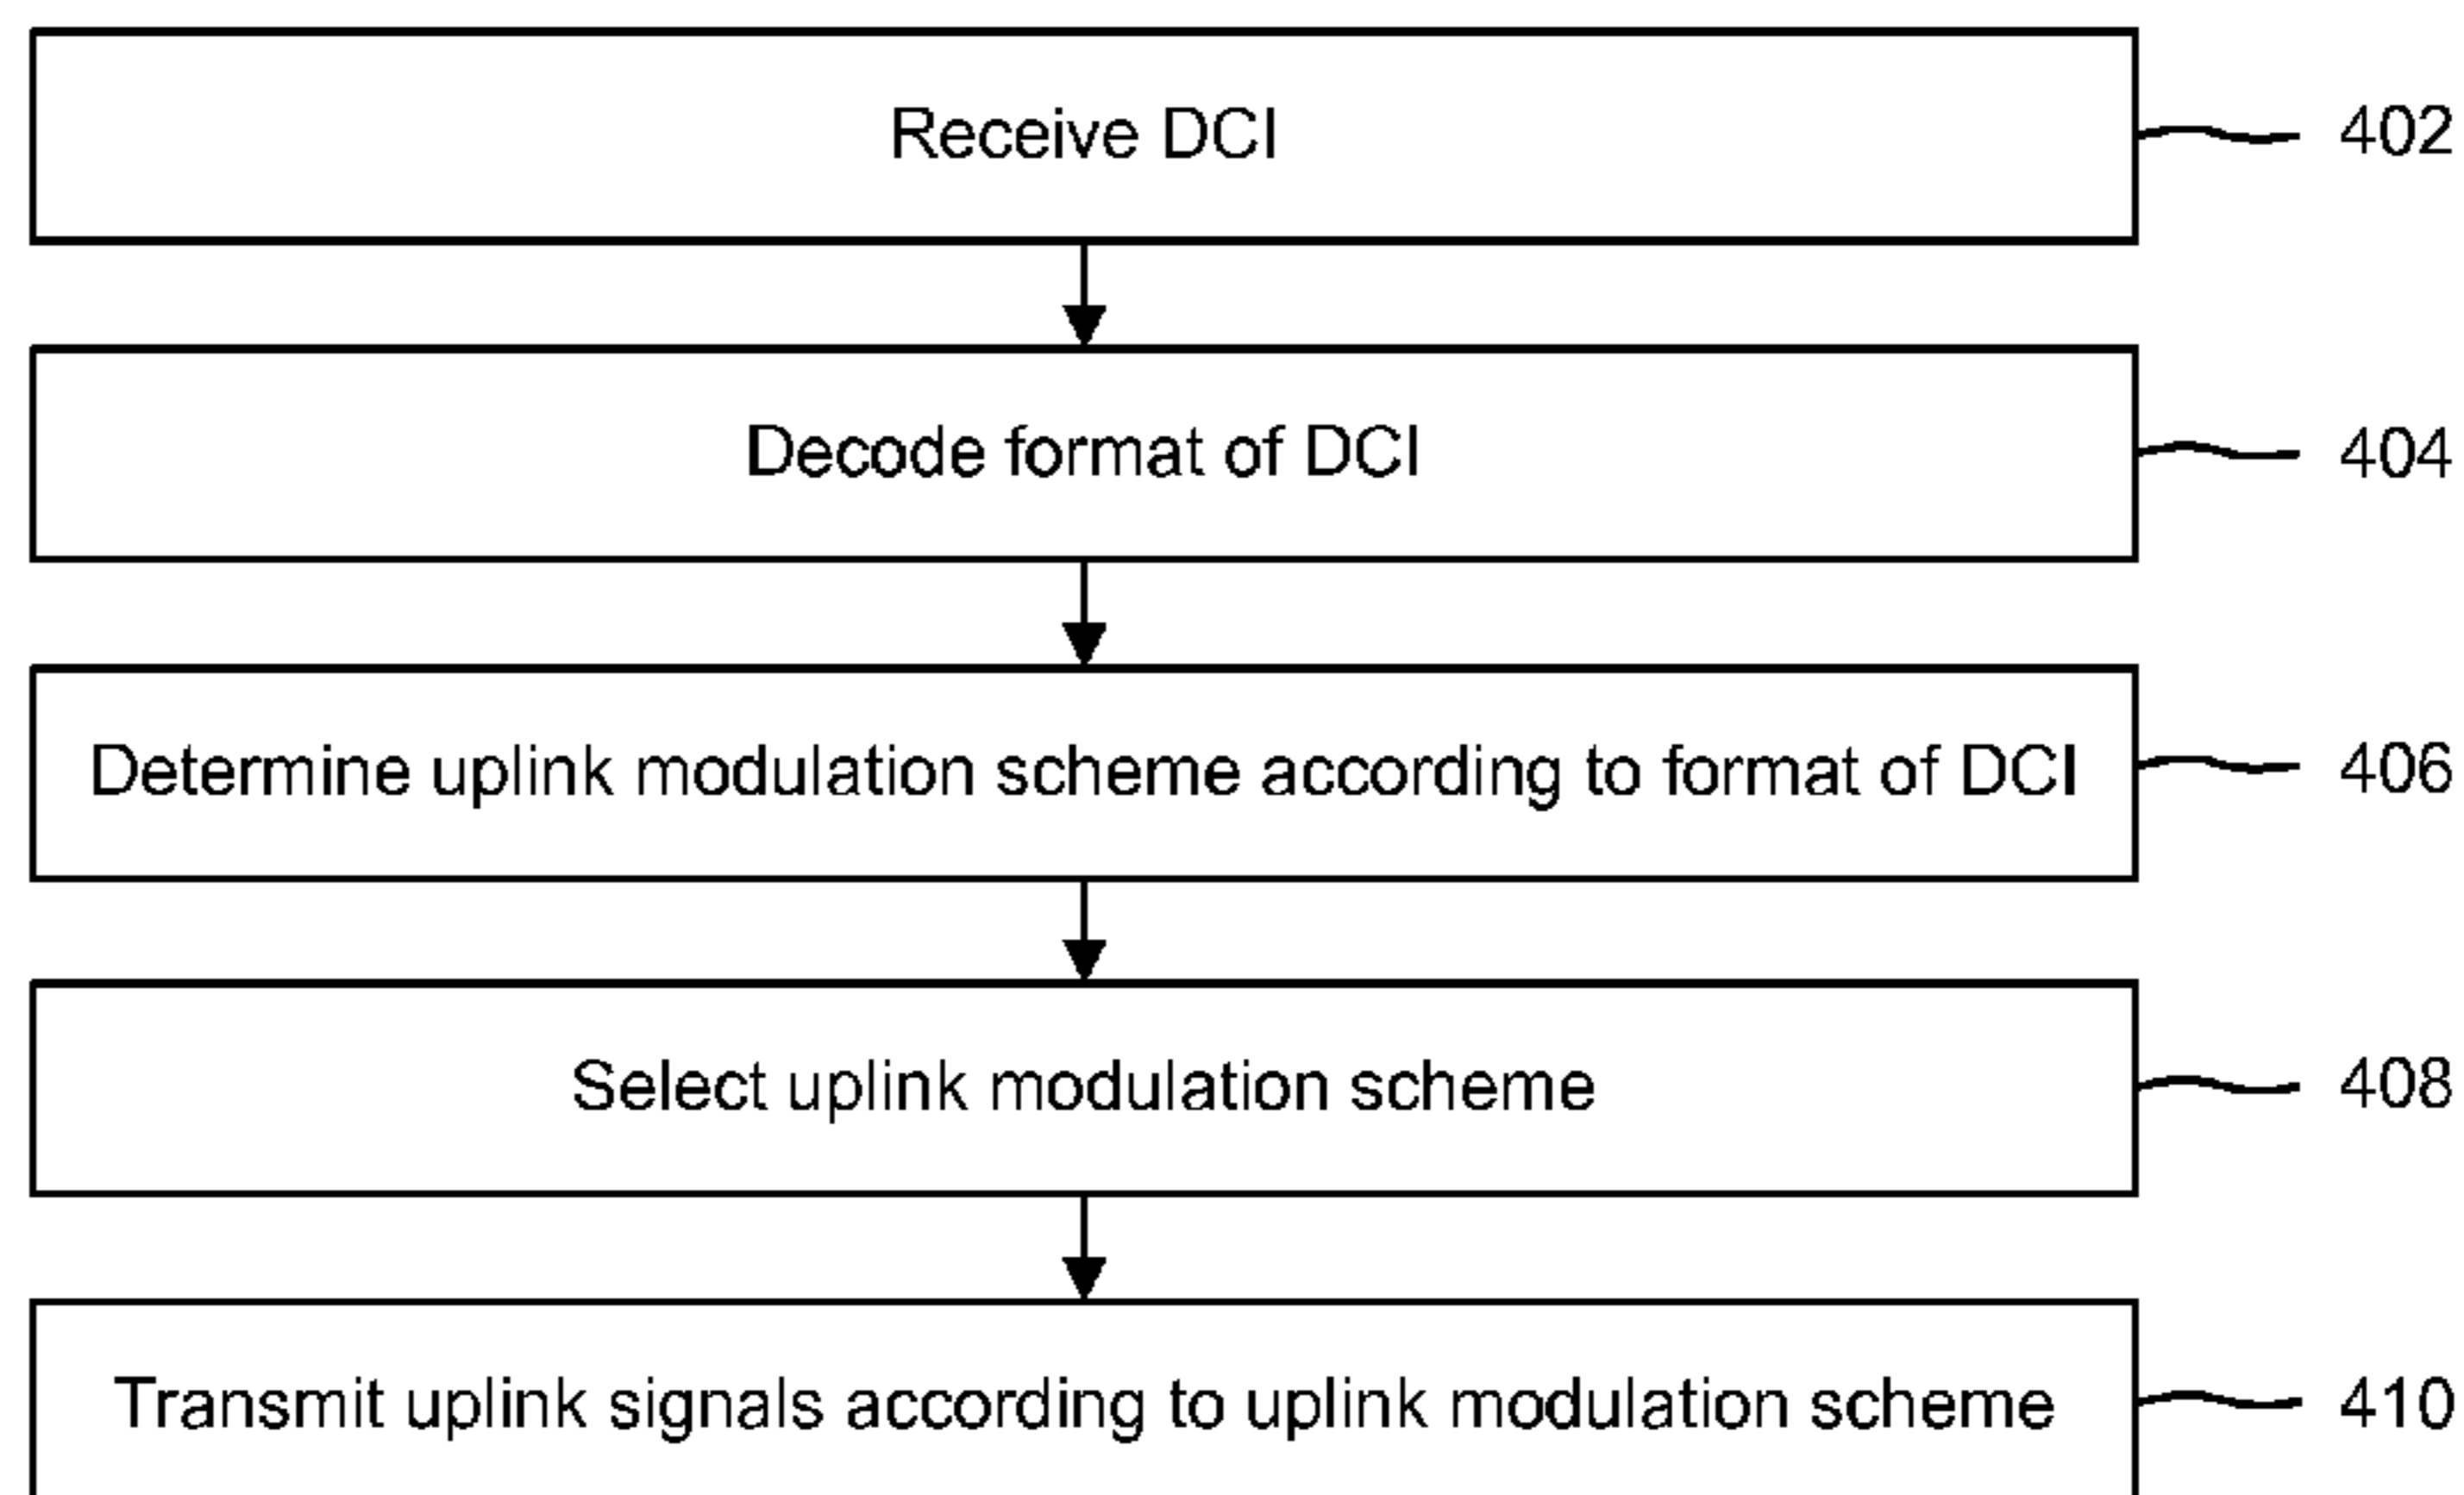 Receive DCI 402
Decode format of DCI 404
Determine uplink modulation scheme according to format of DCI 406
Select uplink modulation scheme 408
Transmit uplink signals according to uplink modulation scheme 410